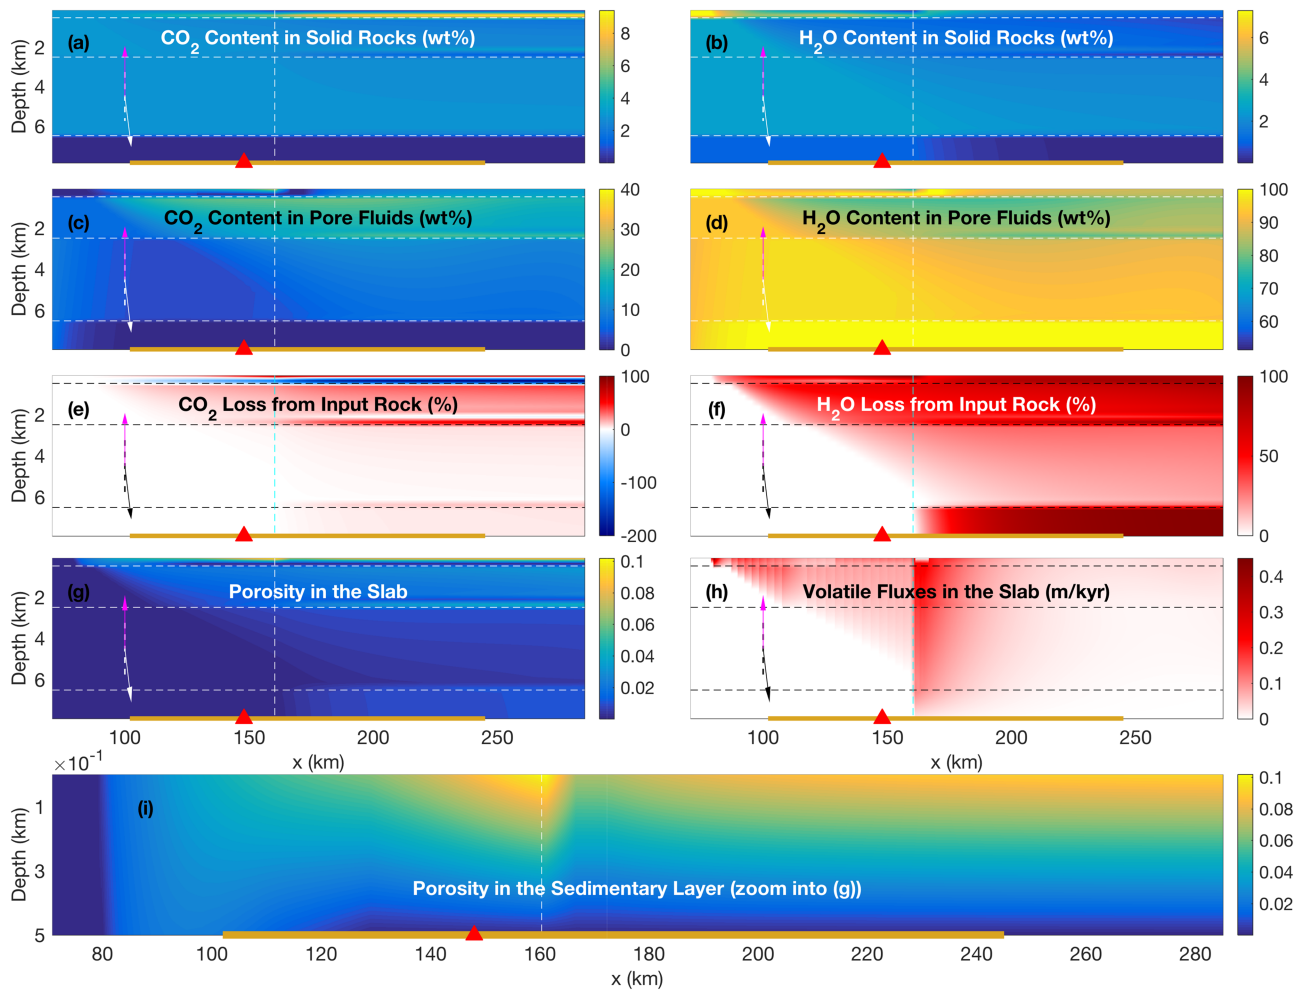 (a) CO2 Content in Solid Rocks (wt%)
Depth (km)
2
4
6
8
6
4
2
(b) H2O Content in Solid Rocks (wt%)
6
4
2
(c) CO2 Content in Pore Fluids (wt%)
Depth (km)
2
4
6
40
30
20
10
0
(d) H2O Content in Pore Fluids (wt%)
100
90
80
70
60
(e) CO2 Loss from Input Rock (%)
Depth (km)
2
4
6
100
0
-100
-200
(f) H2O Loss from Input Rock (%)
100
50
0
(g) Porosity in the Slab
Depth (km)
2
4
6
0.1
0.08
0.06
0.04
0.02
100 150 200 250
x (km)
(h) Volatile Fluxes in the Slab (m/kyr)
0.4
0.3
0.2
0.1
0
100 150 200 250
x (km)
×10-1
(i)
Depth (km)
1
3
5
Porosity in the Sedimentary Layer (zoom into (g))
0.1
0.08
0.06
0.04
0.02
80 100 120 140 160 180 200 220 240 260 280
x (km)